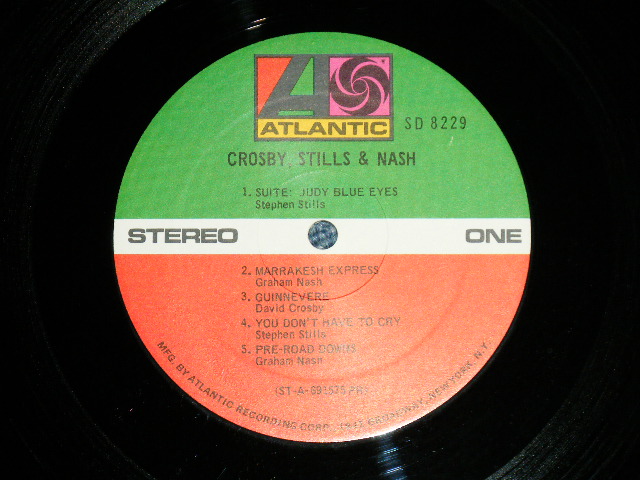 ATLANTIC
SD 8229
CROSBY, STILLS & NASH
1. SUITE: JUDY BLUE EYES
Stephen Stills
STEREO
ONE
2. MARRAKESH EXPRESS
Graham Nash
3. GUINNEVERE
David Crosby
4. YOU DON'T HAVE TO CRY
Stephen Stills
5. PRE-ROAD DOWNS
Graham Nash
MFG. BY ATLANTIC RECORDING CORP., 1841 BROADWAY, NEW YORK, N.Y.